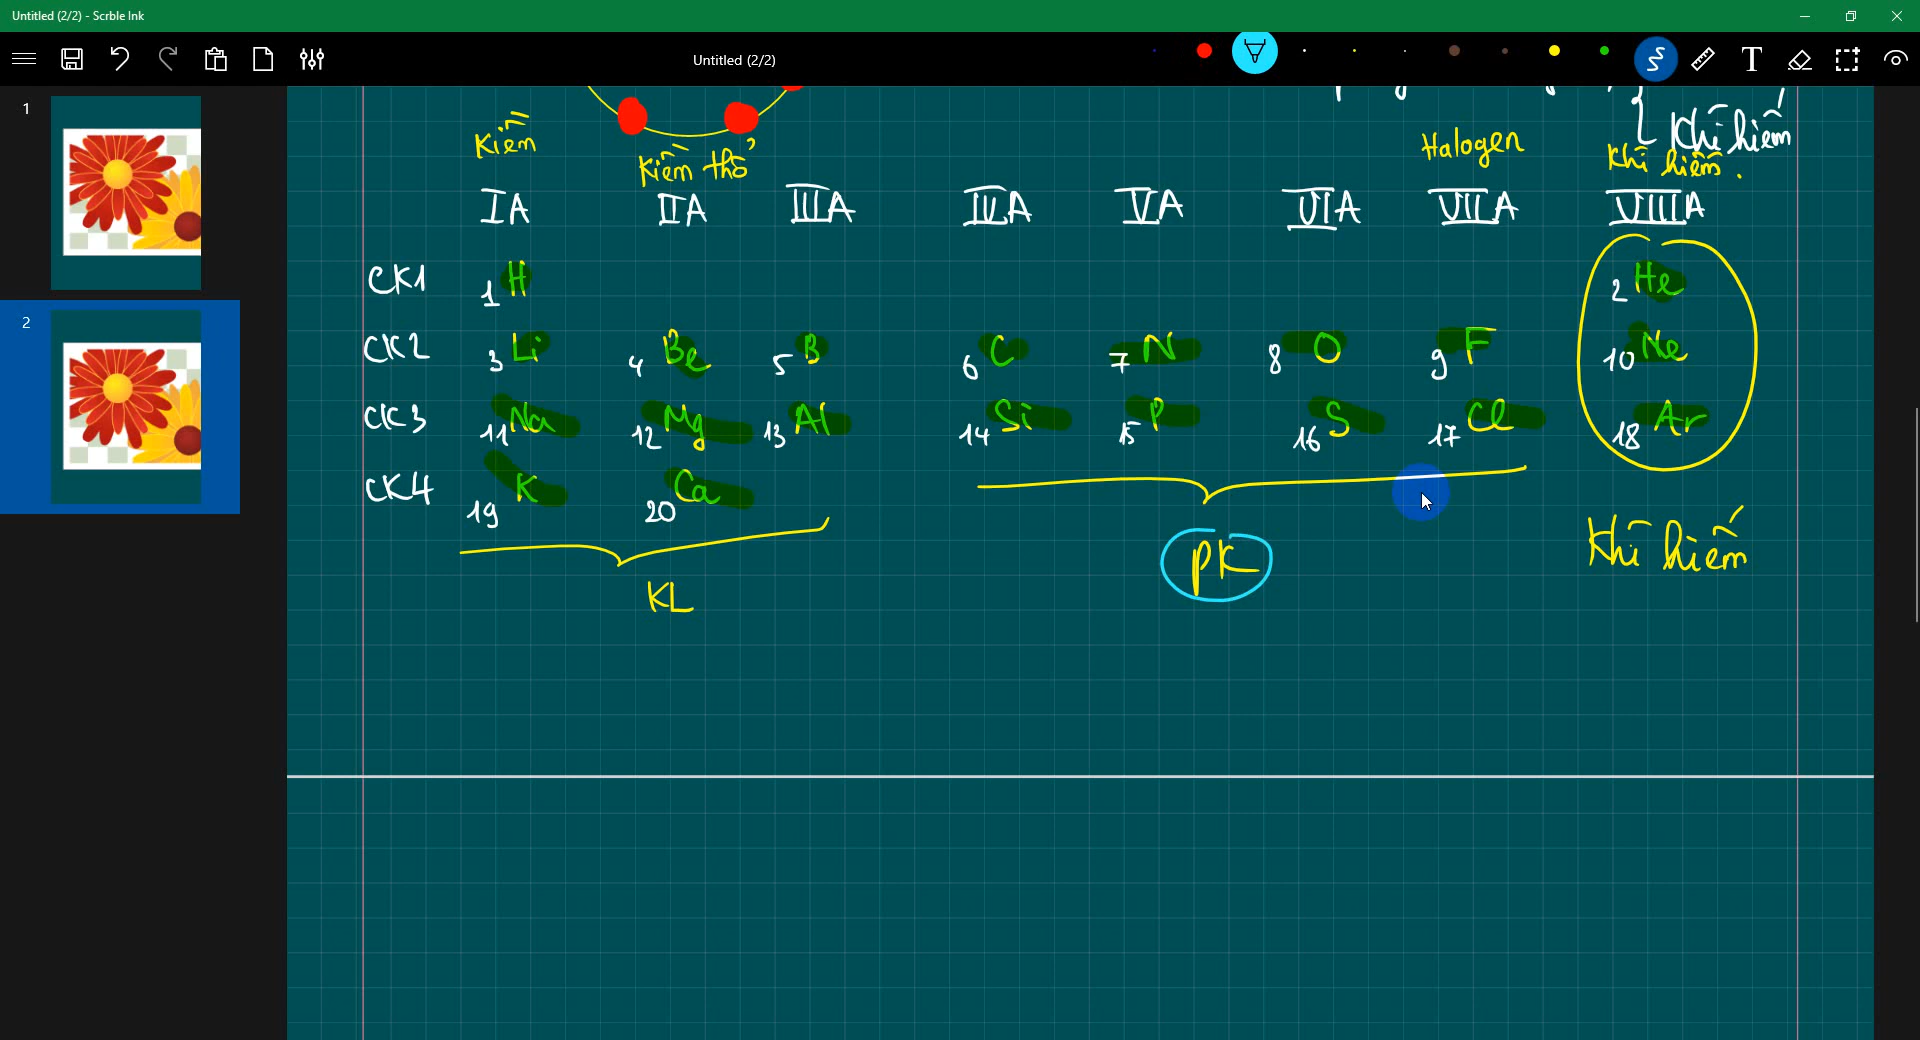 Untitled (2/2) - Scrble Ink
Untitled (2/2)
1
2
Khí hiếm
Kiềm
Kiềm thổ
Halogen
Khí hiếm.
IA IIA IIIA IVA VA VIA VIIA VIIIA
CK1 1 H 2 He
CK2 3 Li 4 Be 5 B 6 C 7 N 8 O 9 F 10 Ne
CK3 11 Na 12 Mg 13 Al 14 Si 15 P 16 S 17 Cl 18 Ar
CK4 19 K 20 Ca
KL
PK
Khí hiếm